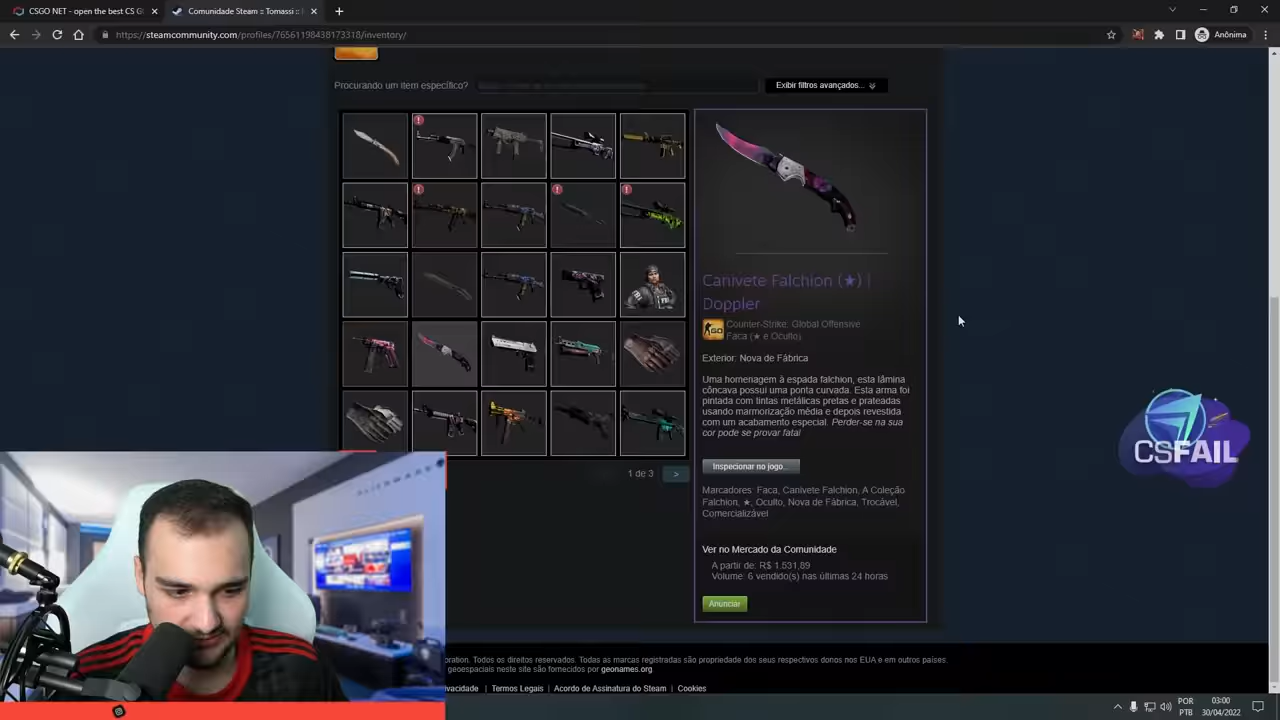 CSGO NET - open the best CS G
Comunidade Steam :: Tomassi :: I
https://steamcommunity.com/profiles/76561198438173318/inventory/
Anônima
Procurando um item específico?
Exibir filtros avançados...
Canivete Falchion (★) |
Doppler
Counter-Strike: Global Offensive
Faca (★ e Oculto)
Exterior: Nova de Fábrica
Uma homenagem à espada falchion, esta lâmina
côncava possui uma ponta curvada. Esta arma foi
pintada com tintas metálicas pretas e prateadas
usando marmorização média e depois revestida
com um acabamento especial. Perder-se na sua
cor pode se provar fatal
Inspecionar no jogo...
1 de 3 >
Marcadores: Faca, Canivete Falchion, A Coleção
Falchion, ★, Oculto, Nova de Fábrica, Trocável,
Comercializável
Ver no Mercado da Comunidade
A partir de: R$ 1.531,89
Volume: 6 vendido(s) nas últimas 24 horas
Anunciar
CSFAIL
ALIENWARE
oration. Todos os direitos reservados. Todas as marcas registradas são propriedade dos seus respectivos donos nos EUA e em outros países.
geoespaciais neste site são fornecidos por geonames.org
ivacidade | Termos Legais | Acordo de Assinatura do Steam | Cookies
POR
PTB
03:00
30/04/2022